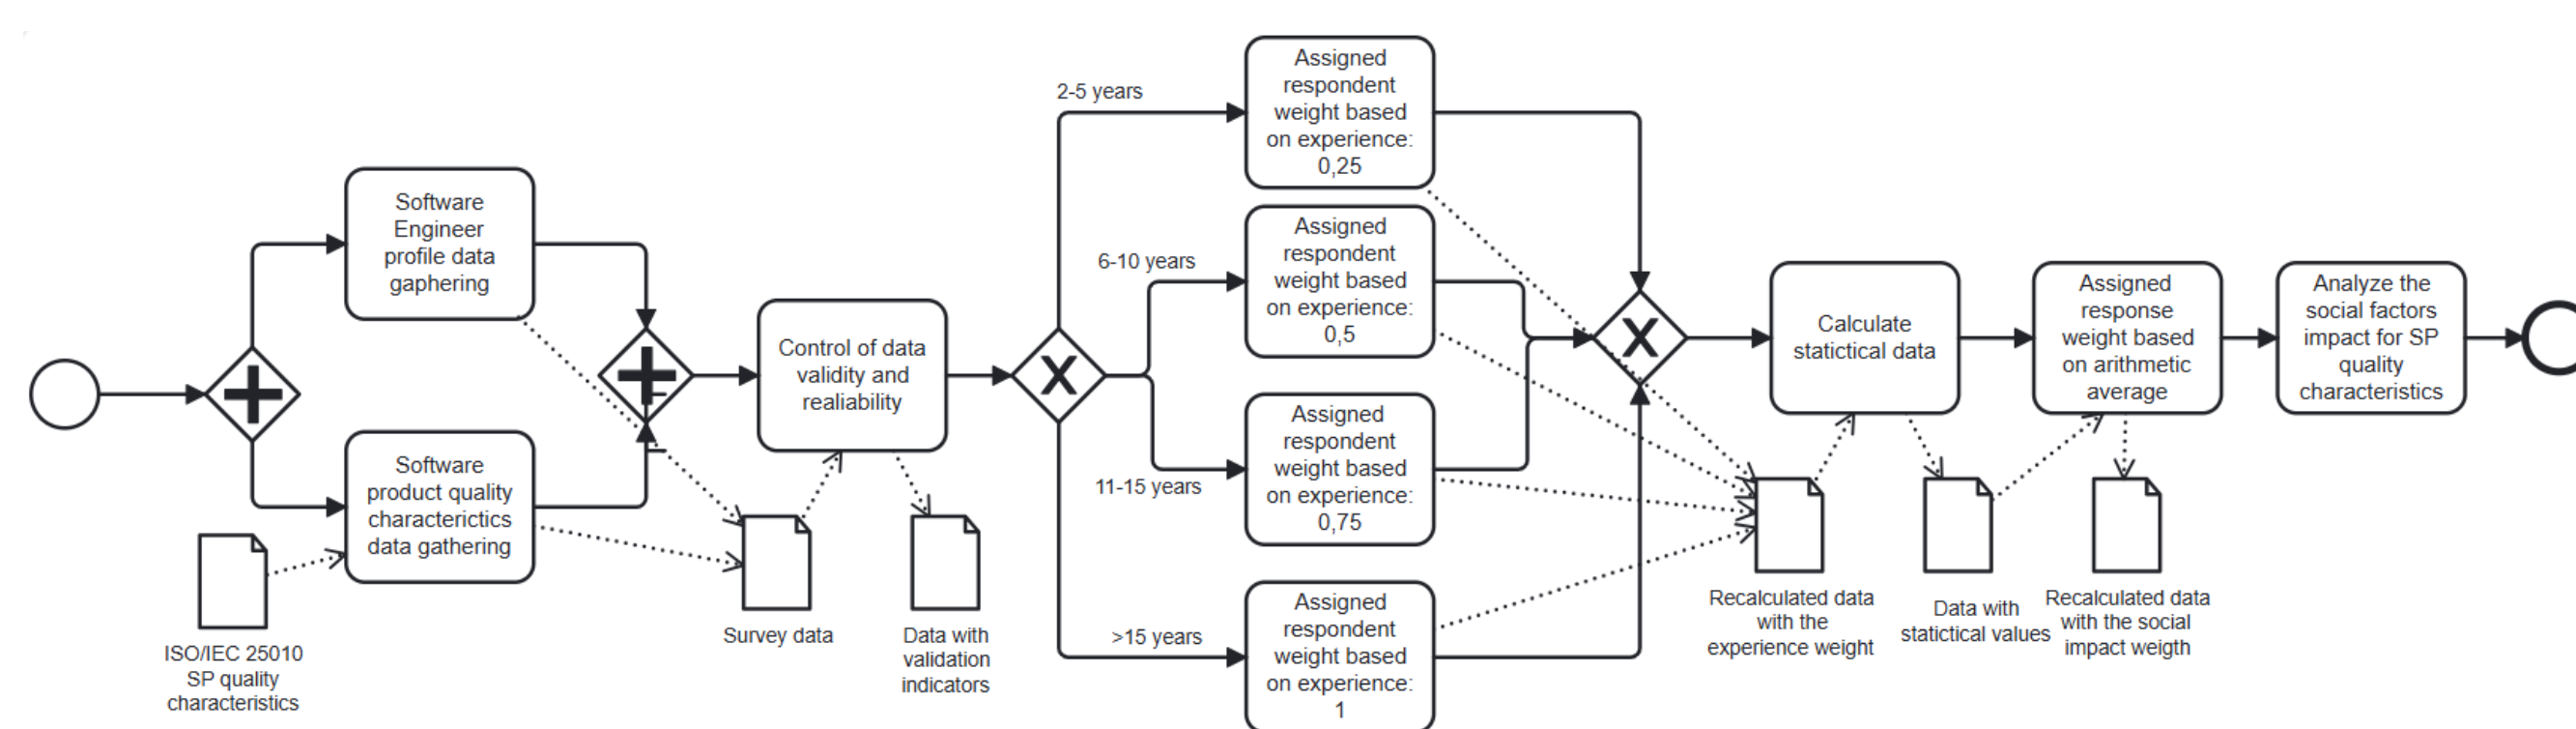 Software
Engineer
profile data
gaphering
Software
product quality
characterictics
data gathering
ISO/IEC 25010
SP quality
characteristics
Control of data
validity and
realiability
Survey data
Data with
validation
indicators
X
2-5 years
6-10 years
11-15 years
>15 years
Assigned
respondent
weight based
on experience:
0,25
Assigned
respondent
weight based
on experience:
0,5
Assigned
respondent
weight based
on experience:
0,75
Assigned
respondent
weight based
on experience:
1
X
Calculate
statictical data
Assigned
response
weight based
on arithmetic
average
Analyze the
social factors
impact for SP
quality
characteristics
Recalculated data
with the
experience weight
Data with
statictical values
Recalculated data
with the social
impact weigth